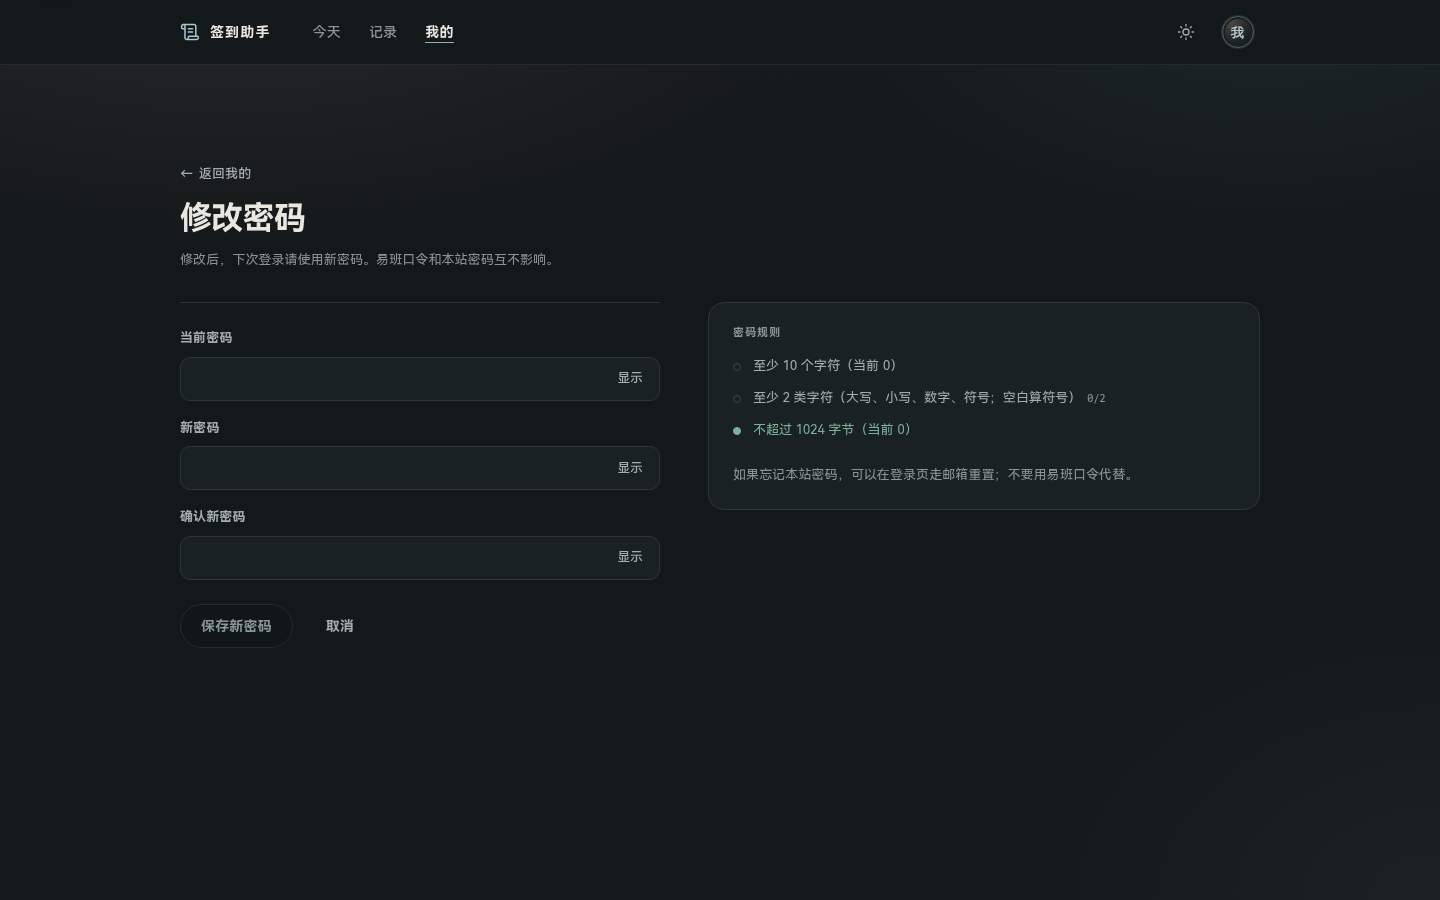 签到助手 今天 记录 我的 我
← 返回我的
修改密码
修改后，下次登录请使用新密码。易班口令和本站密码互不影响。
当前密码
显示
新密码
显示
确认新密码
显示
保存新密码 取消
密码规则
至少 10 个字符（当前 0）
至少 2 类字符（大写、小写、数字、符号；空白算符号） 0/2
不超过 1024 字节（当前 0）
如果忘记本站密码，可以在登录页走邮箱重置；不要用易班口令代替。